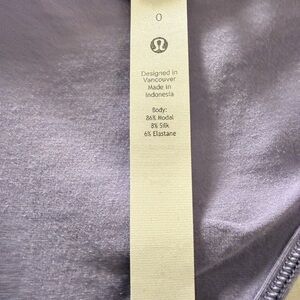 0
Designed in
Vancouver
Made in
Indonesia
Body:
86% Modal
8% Silk
6% Elastane